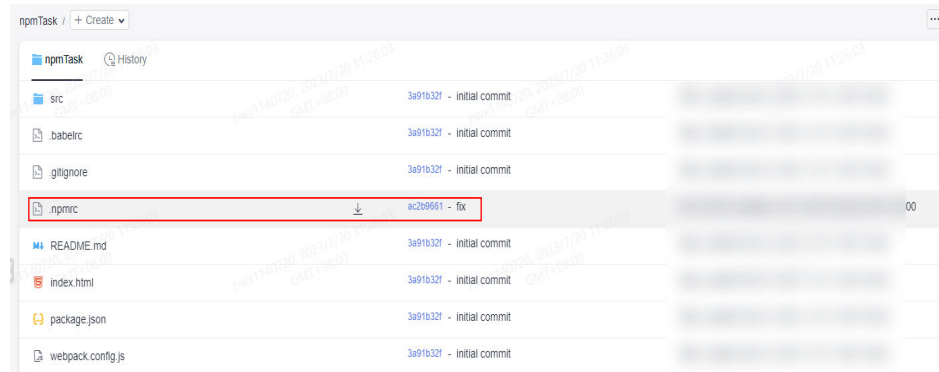 npmTask / + Create
npmTask History
src 3a91b32f - initial commit
.babelrc 3a91b32f - initial commit
.gitignore 3a91b32f - initial commit
.npmrc ac2b9661 - fix 00
README.md 3a91b32f - initial commit
index.html 3a91b32f - initial commit
package.json 3a91b32f - initial commit
webpack.config.js 3a91b32f - initial commit